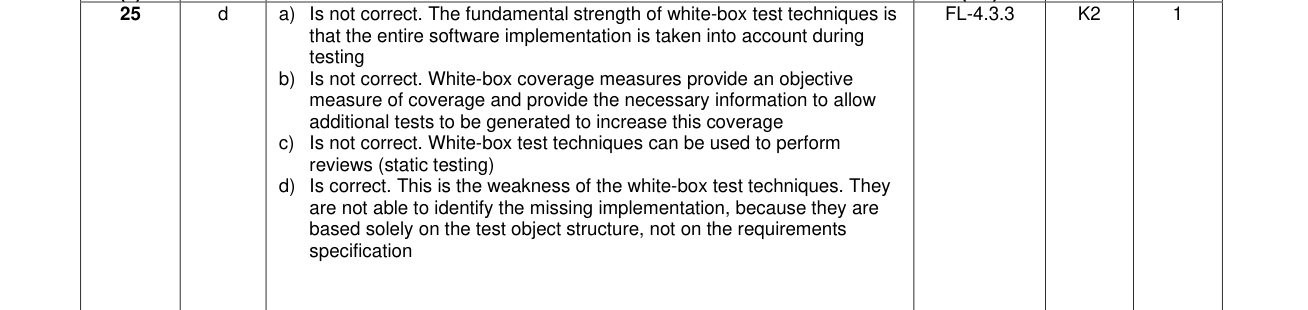 25 d a) Is not correct. The fundamental strength of white-box test techniques is FL-4.3.3 K2 1
that the entire software implementation is taken into account during
testing
b) Is not correct. White-box coverage measures provide an objective
measure of coverage and provide the necessary information to allow
additional tests to be generated to increase this coverage
c) Is not correct. White-box test techniques can be used to perform
reviews (static testing)
d) Is correct. This is the weakness of the white-box test techniques. They
are not able to identify the missing implementation, because they are
based solely on the test object structure, not on the requirements
specification